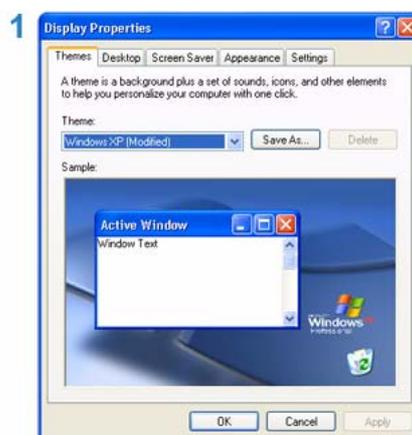 1
Display Properties
Themes Desktop Screen Saver Appearance Settings
A theme is a background plus a set of sounds, icons, and other elements
to help you personalize your computer with one click.
Theme:
Windows XP (Modified) Save As... Delete
Sample:
Active Window
Window Text
Windows
Professional
OK Cancel Apply